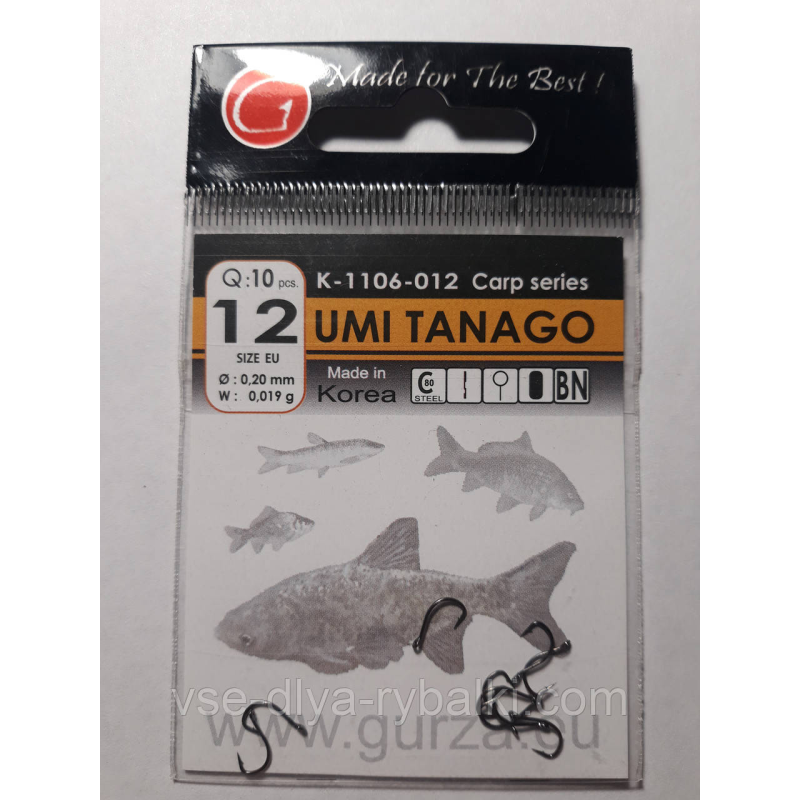 Made for The Best !
Q:10 pcs.
12
SIZE EU
Ø : 0,20 mm
W : 0,019 g
K-1106-012 Carp series
UMI TANAGO
Made in
Korea
C 80
STEEL
BN
vse-dlya-rybalki.com
www.gurza.eu